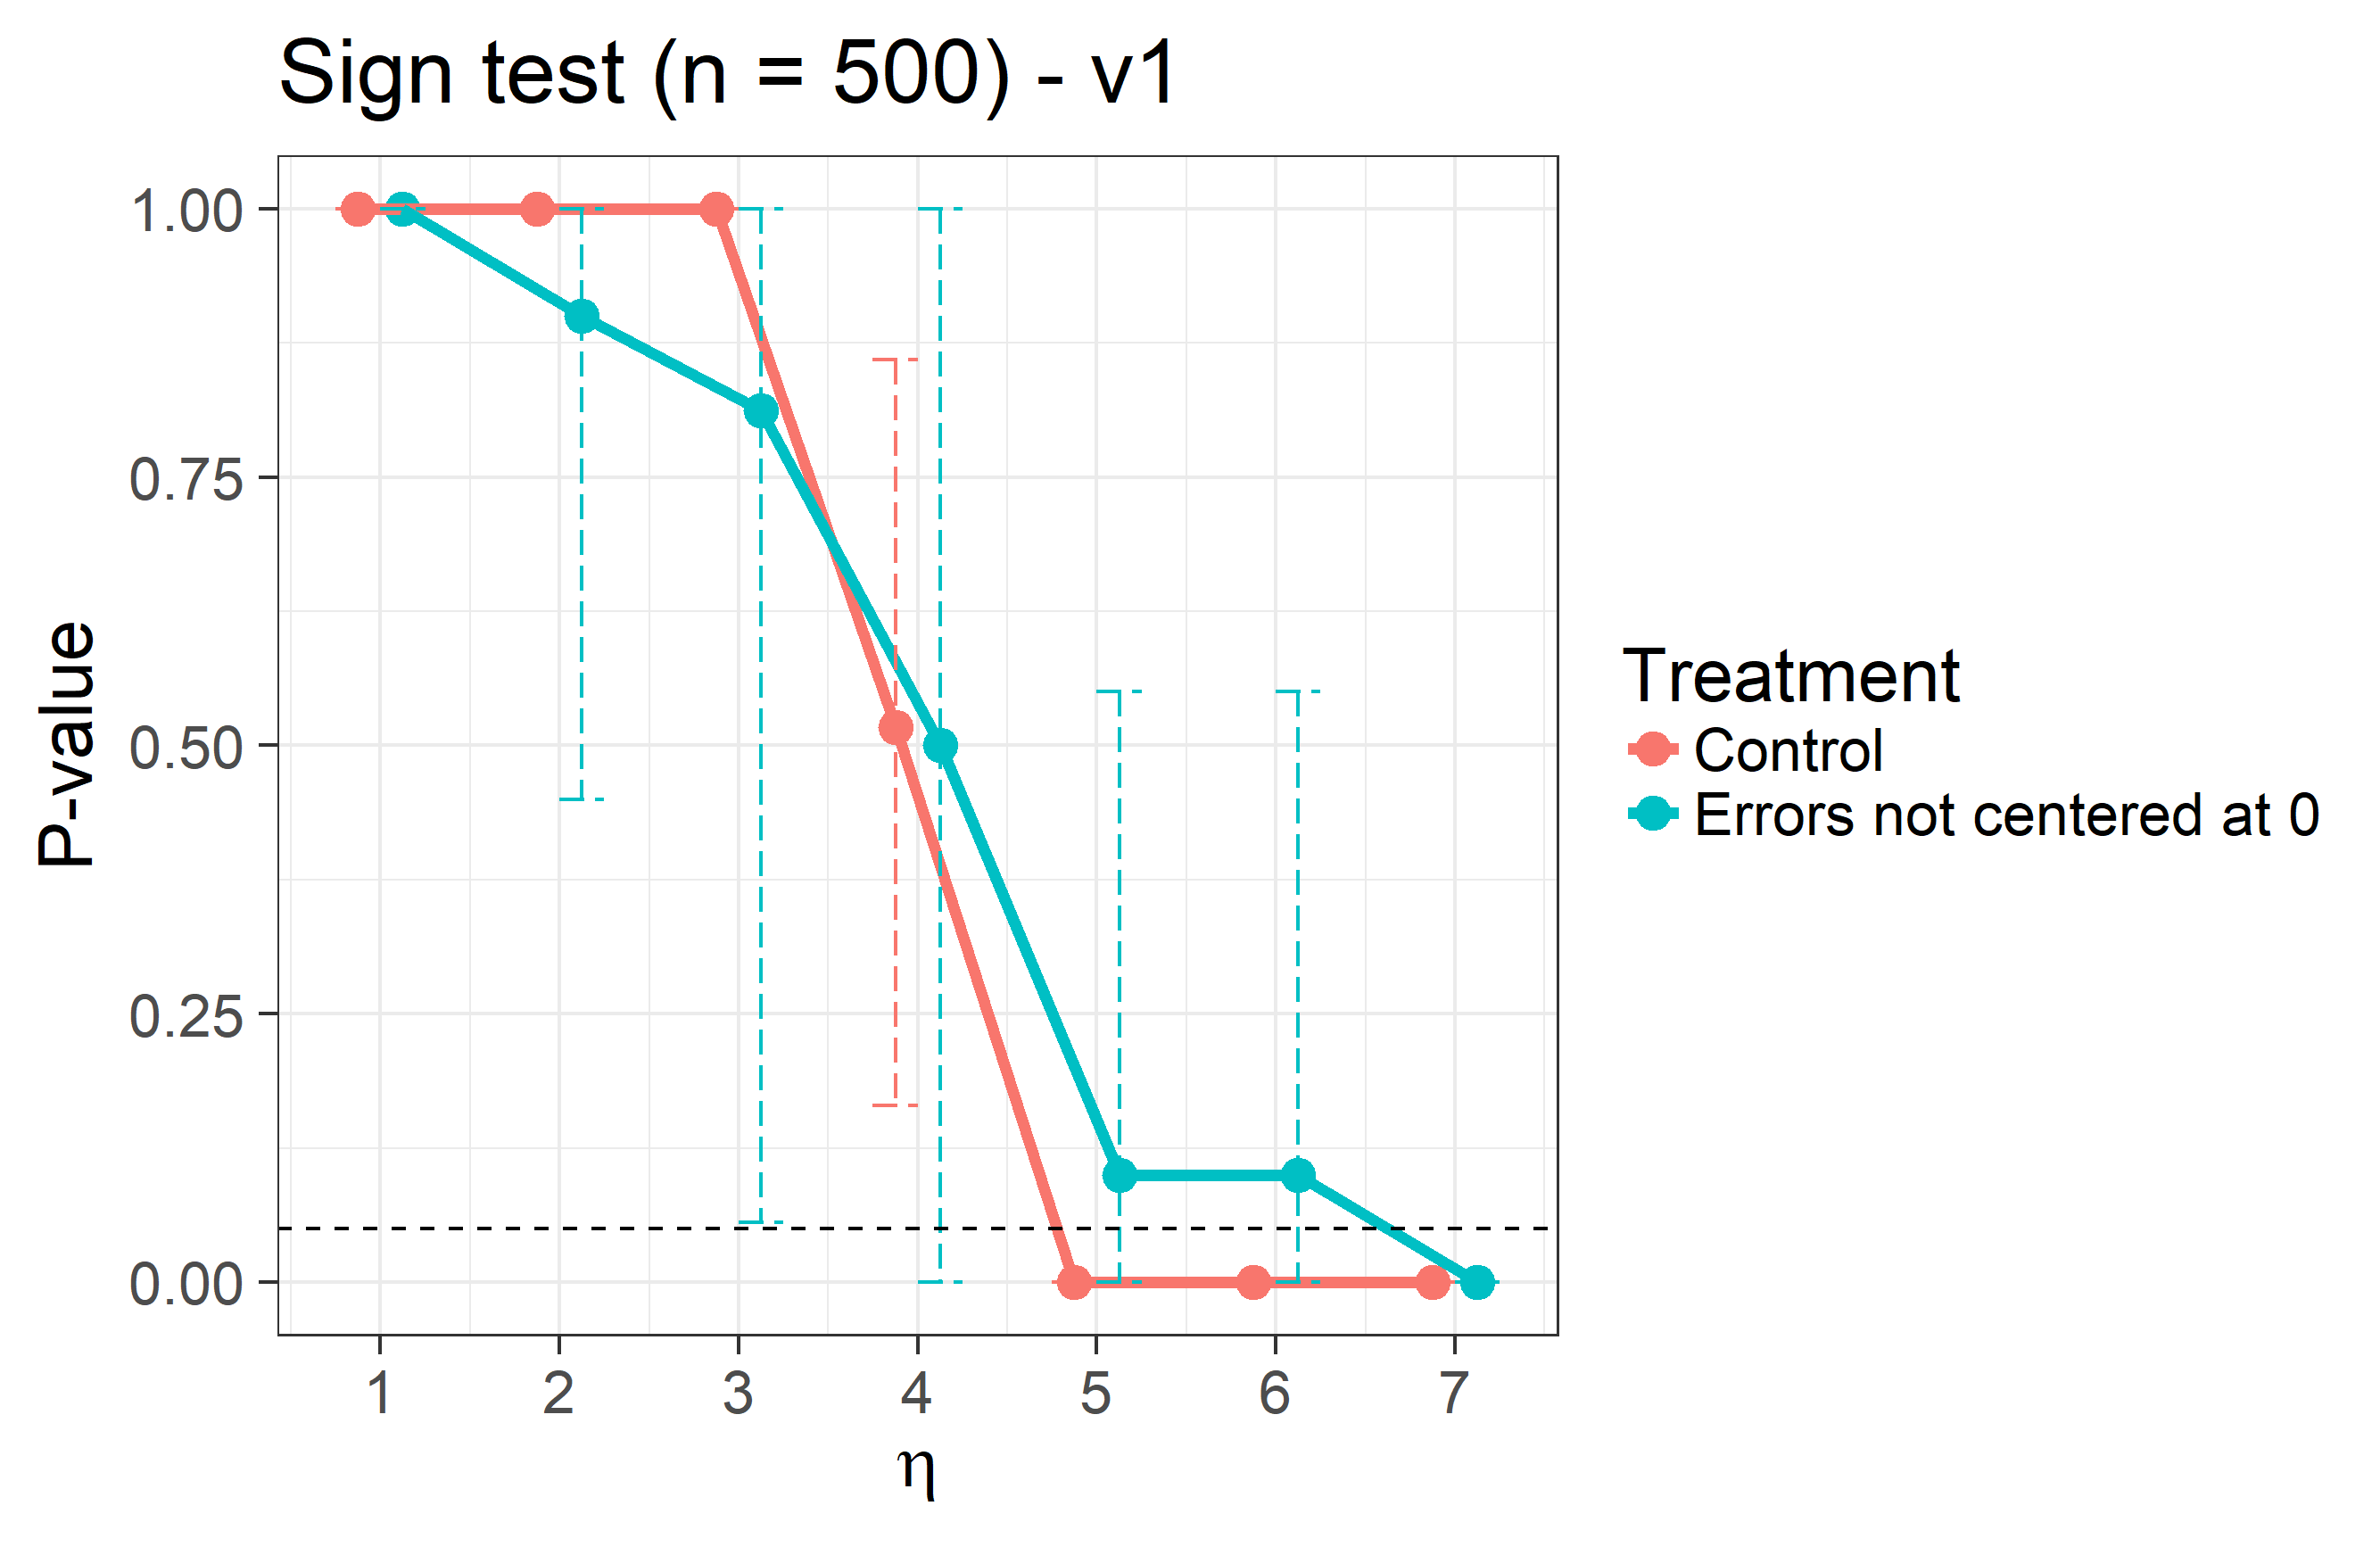 Sign test (n = 500) - v1
P-value
1.00
0.75
0.50
0.25
0.00
1 2 3 4 5 6 7
η
Treatment
Control
Errors not centered at 0